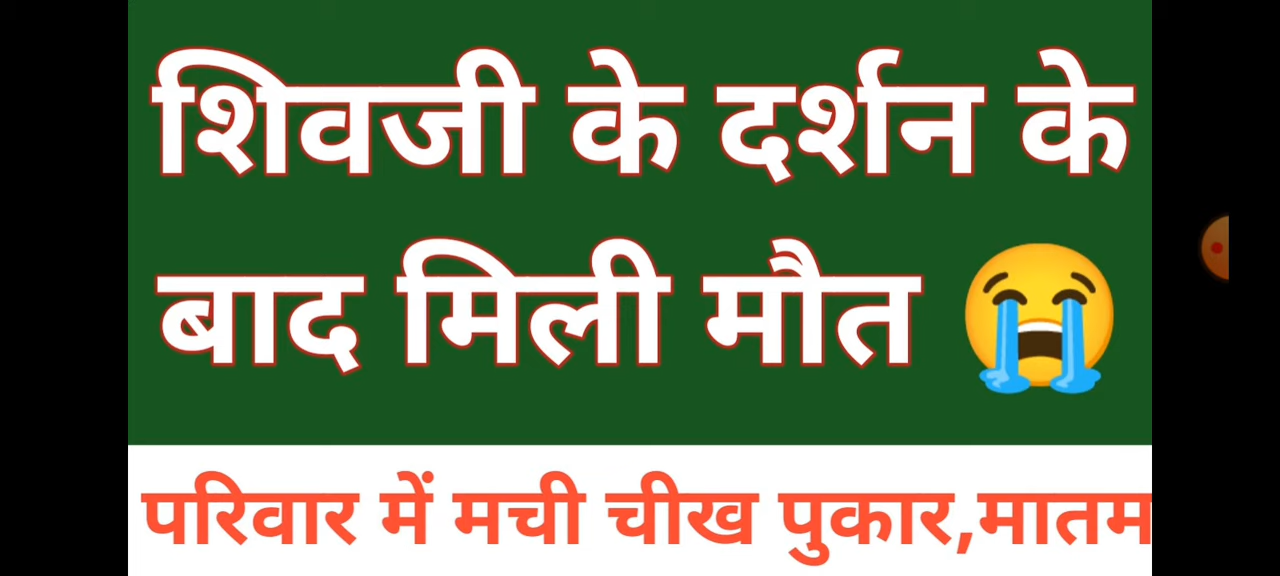 शिवजी के दर्शन के
बाद मिली मौत 😭
परिवार में मची चीख पुकार,मातम